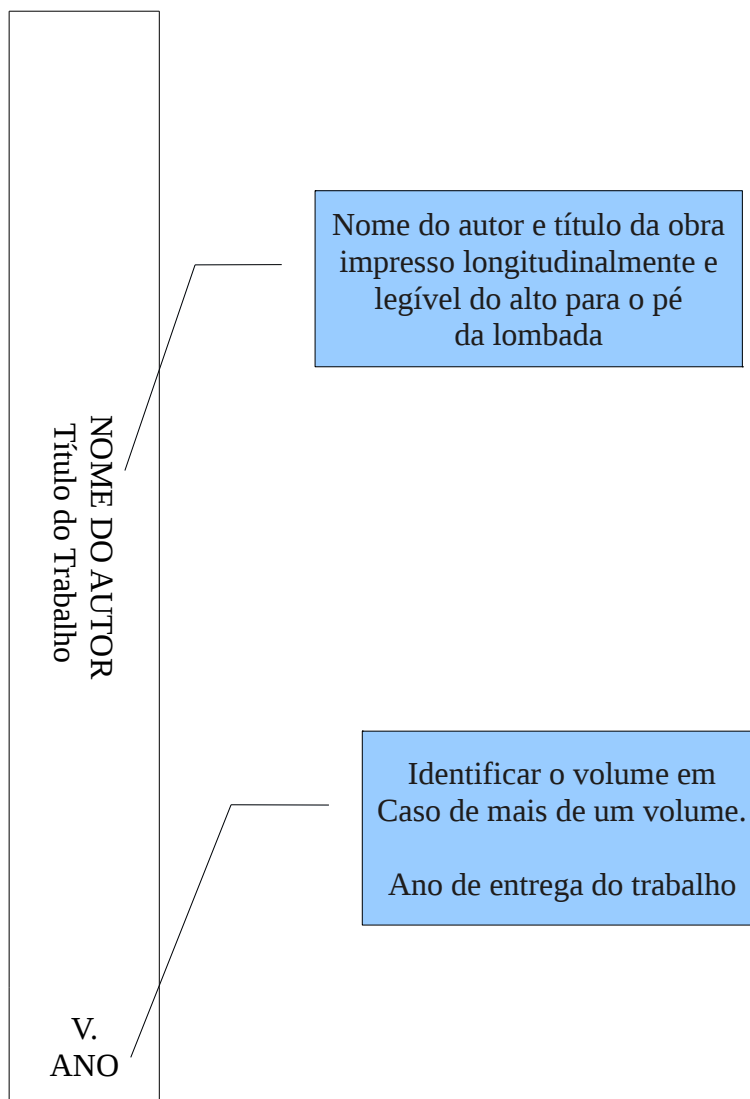 Nome do autor e título da obra
impresso longitudinalmente e
legível do alto para o pé
da lombada
NOME DO AUTOR
Título do Trabalho
Identificar o volume em
Caso de mais de um volume.
Ano de entrega do trabalho
V.
ANO